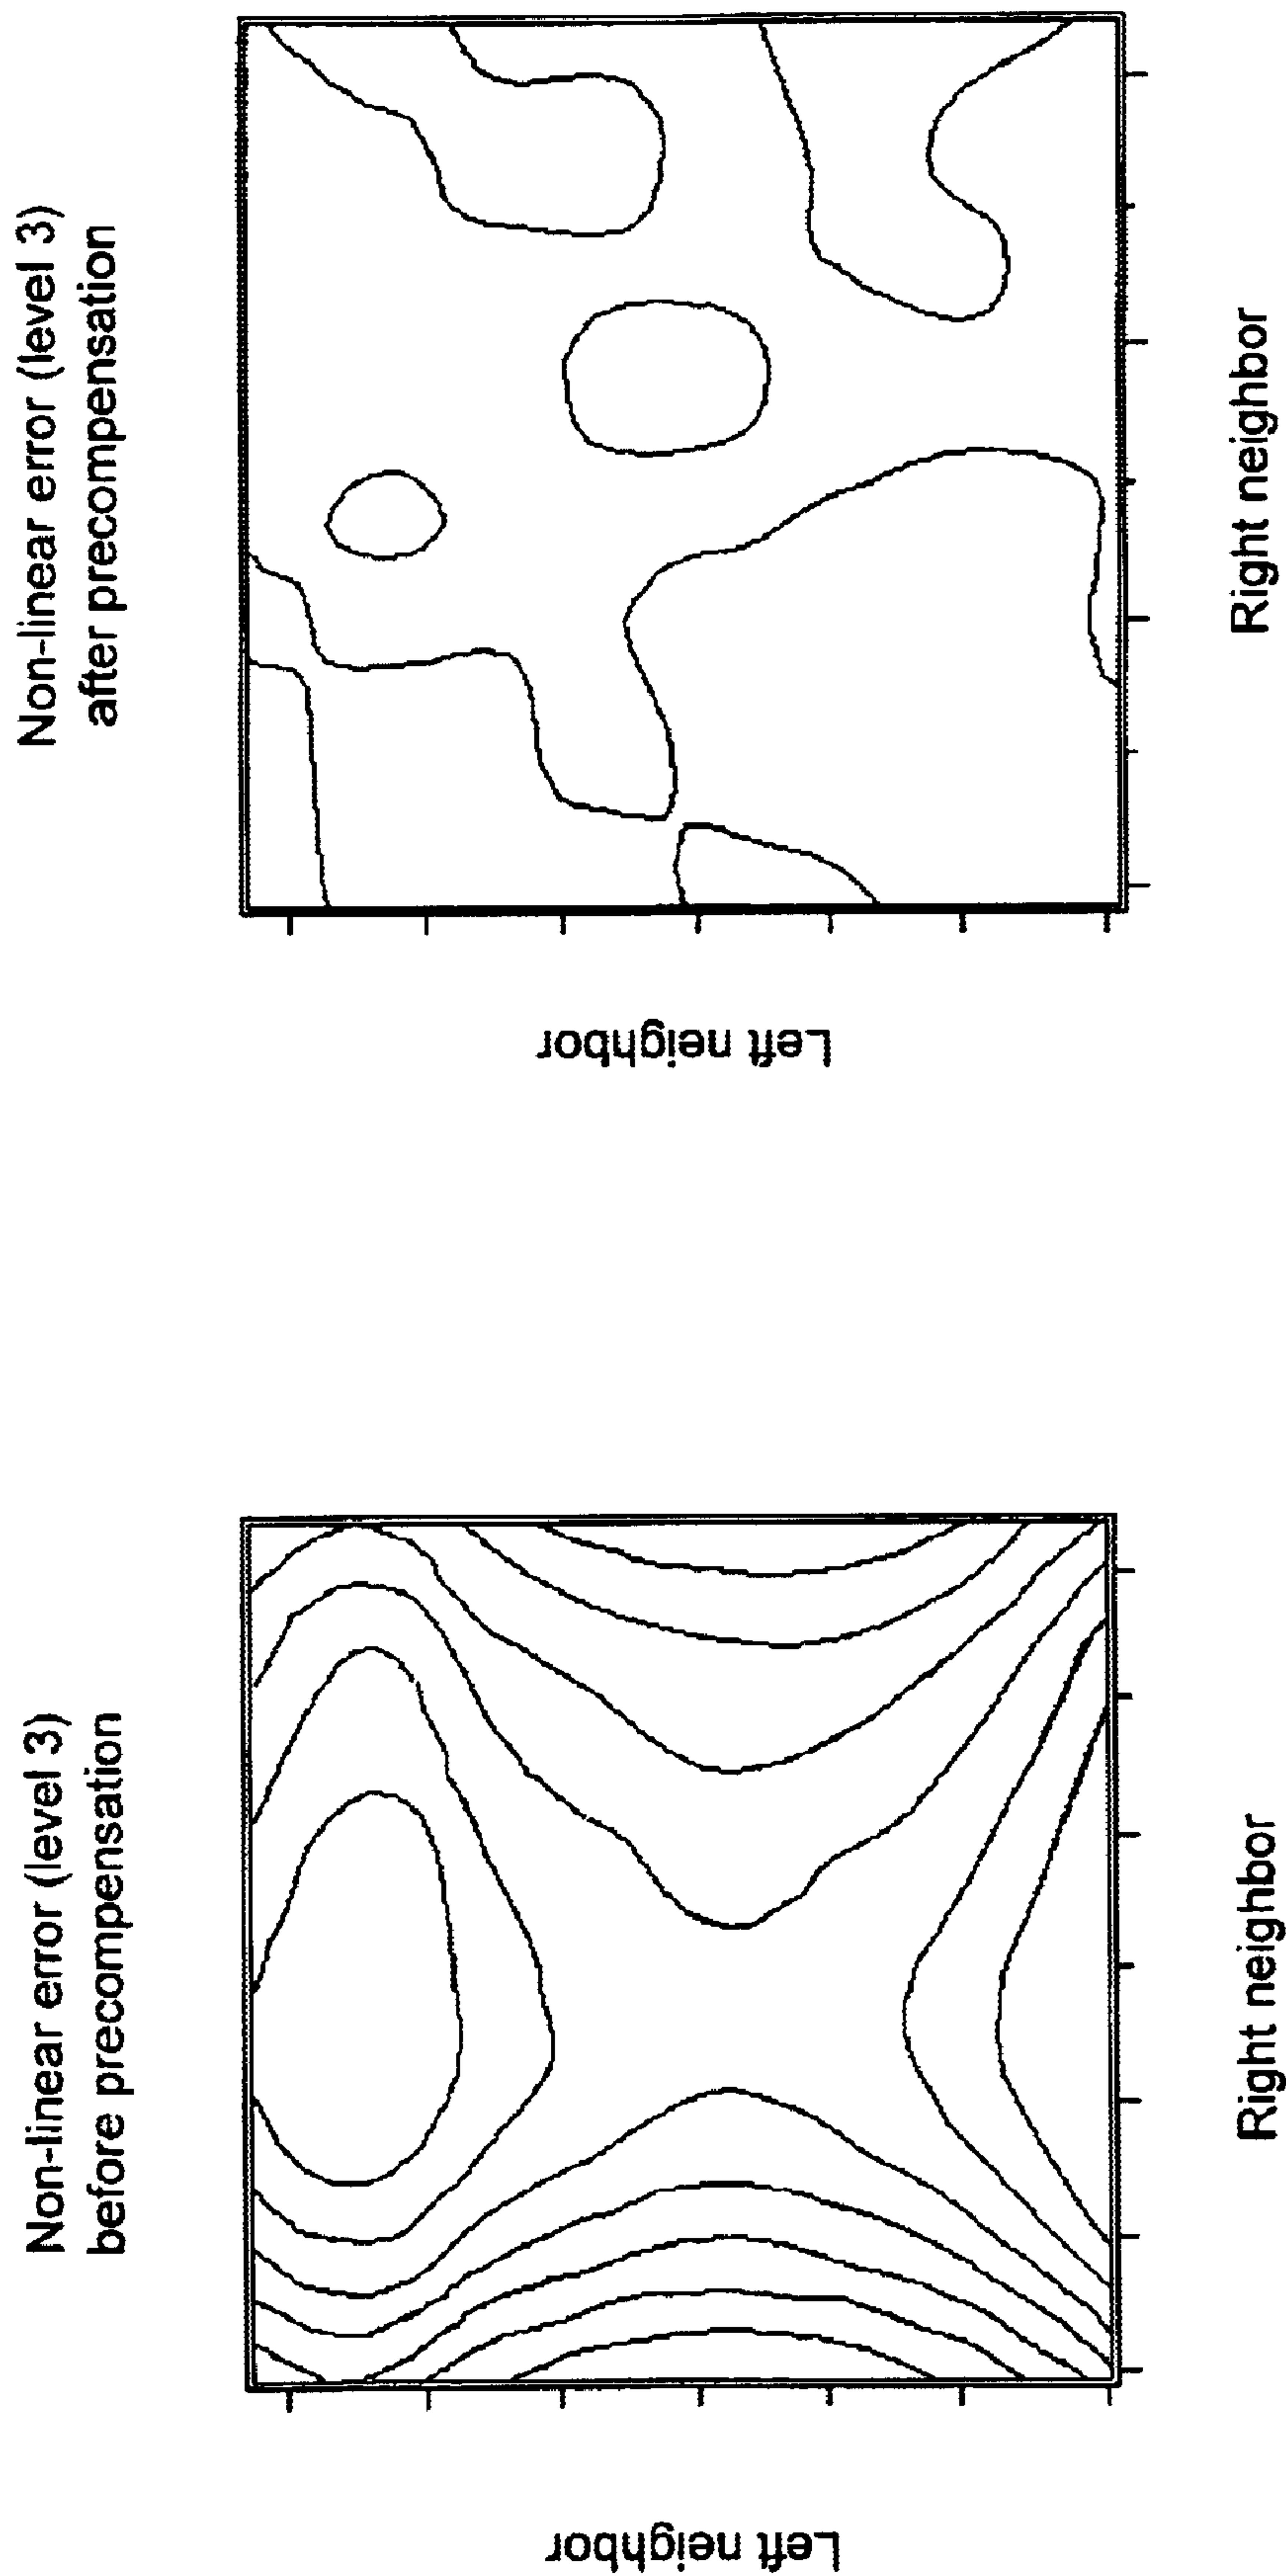 Non-linear error (level 3)
before precompensation
Left neighbor
Right neighbor
Non-linear error (level 3)
after precompensation
Left neighbor
Right neighbor